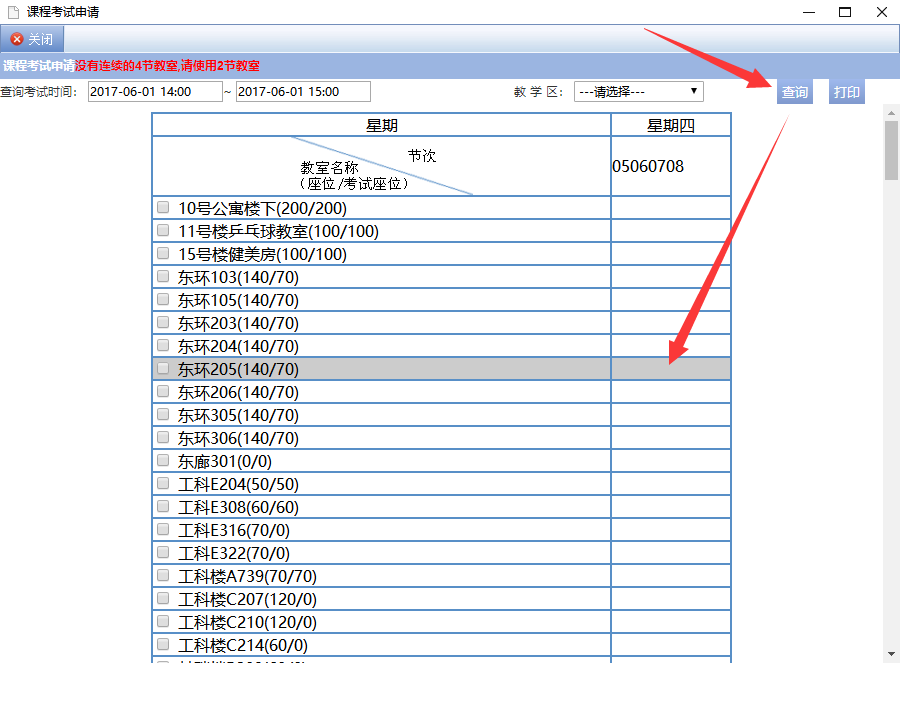 课程考试申请
关闭
课程考试申请没有连续的4节教室,请使用2节教室
查询考试时间: 2017-06-01 14:00 ~ 2017-06-01 15:00 教 学 区: ---请选择--- 查询 打印
星期 星期四
节次
教室名称
（座位/考试座位）
05060708
10号公寓楼下(200/200)
11号楼乒乓球教室(100/100)
15号楼健美房(100/100)
东环103(140/70)
东环105(140/70)
东环203(140/70)
东环204(140/70)
东环205(140/70)
东环206(140/70)
东环305(140/70)
东环306(140/70)
东廊301(0/0)
工科E204(50/50)
工科E308(60/60)
工科E316(70/0)
工科E322(70/0)
工科楼A739(70/70)
工科楼C207(120/0)
工科楼C210(120/0)
工科楼C214(60/0)